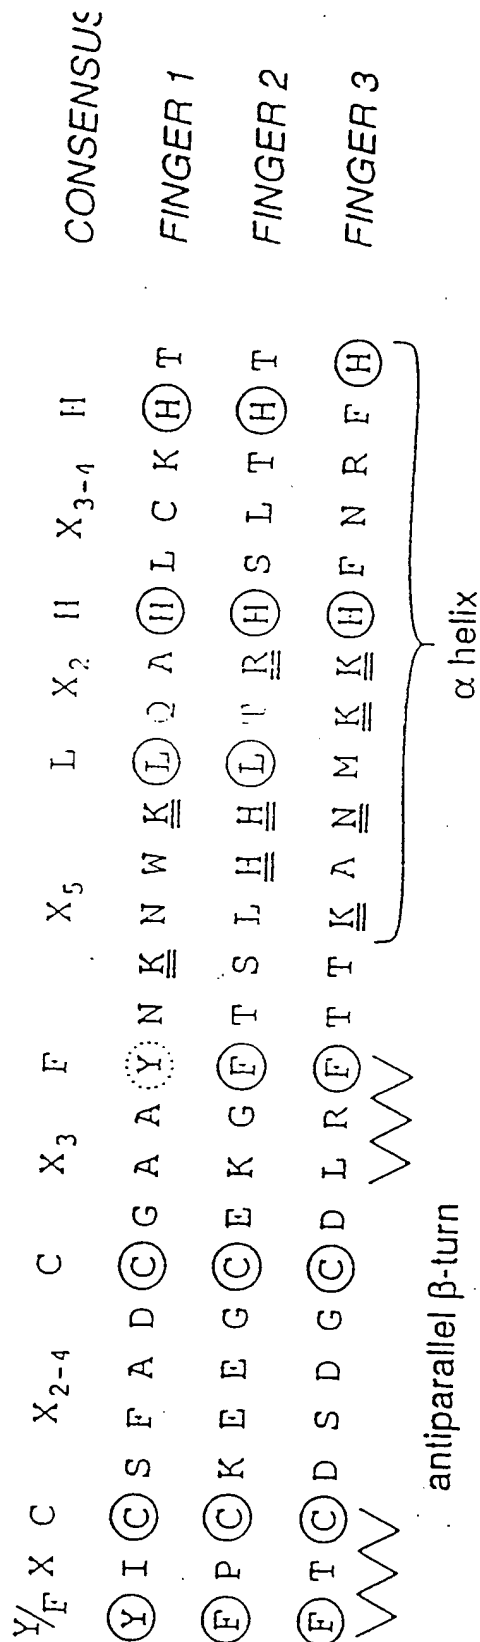 Y/F X C X2-4 C X3 F X5 L X2 H X3-4 H CONSENSUS
Y I C S F A D C G A A Y N K N W K L Q A H L C K H T FINGER 1
F P C K E E G C E K G F T S L H H L T R H S L T H T FINGER 2
F T C D S D G C D L R F T T K A N M K K H F N R F H FINGER 3
antiparallel β-turn α helix